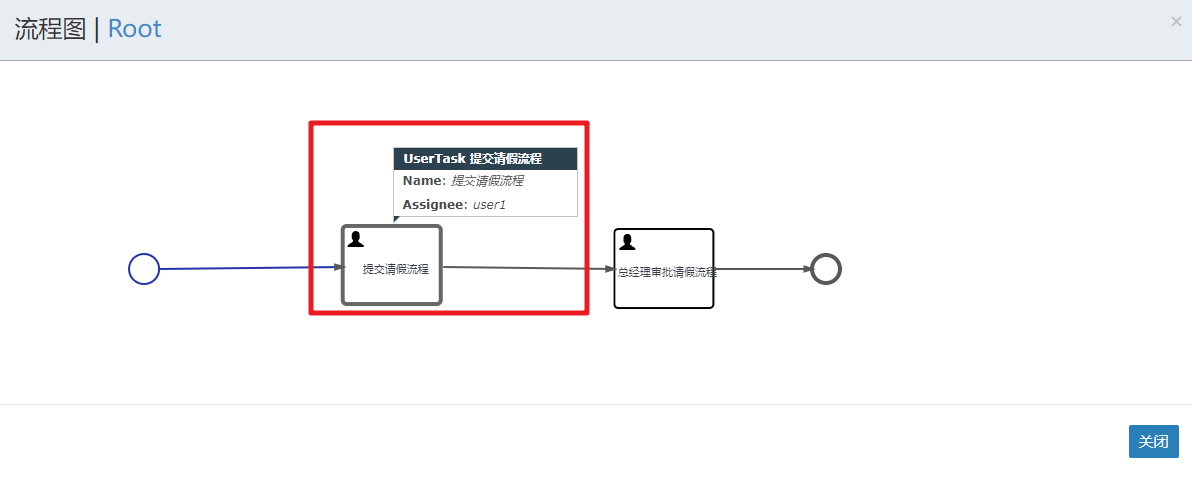 流程图 | Root
×
UserTask 提交请假流程
Name: 提交请假流程
Assignee: user1
提交请假流程
总经理审批请假流程
关闭